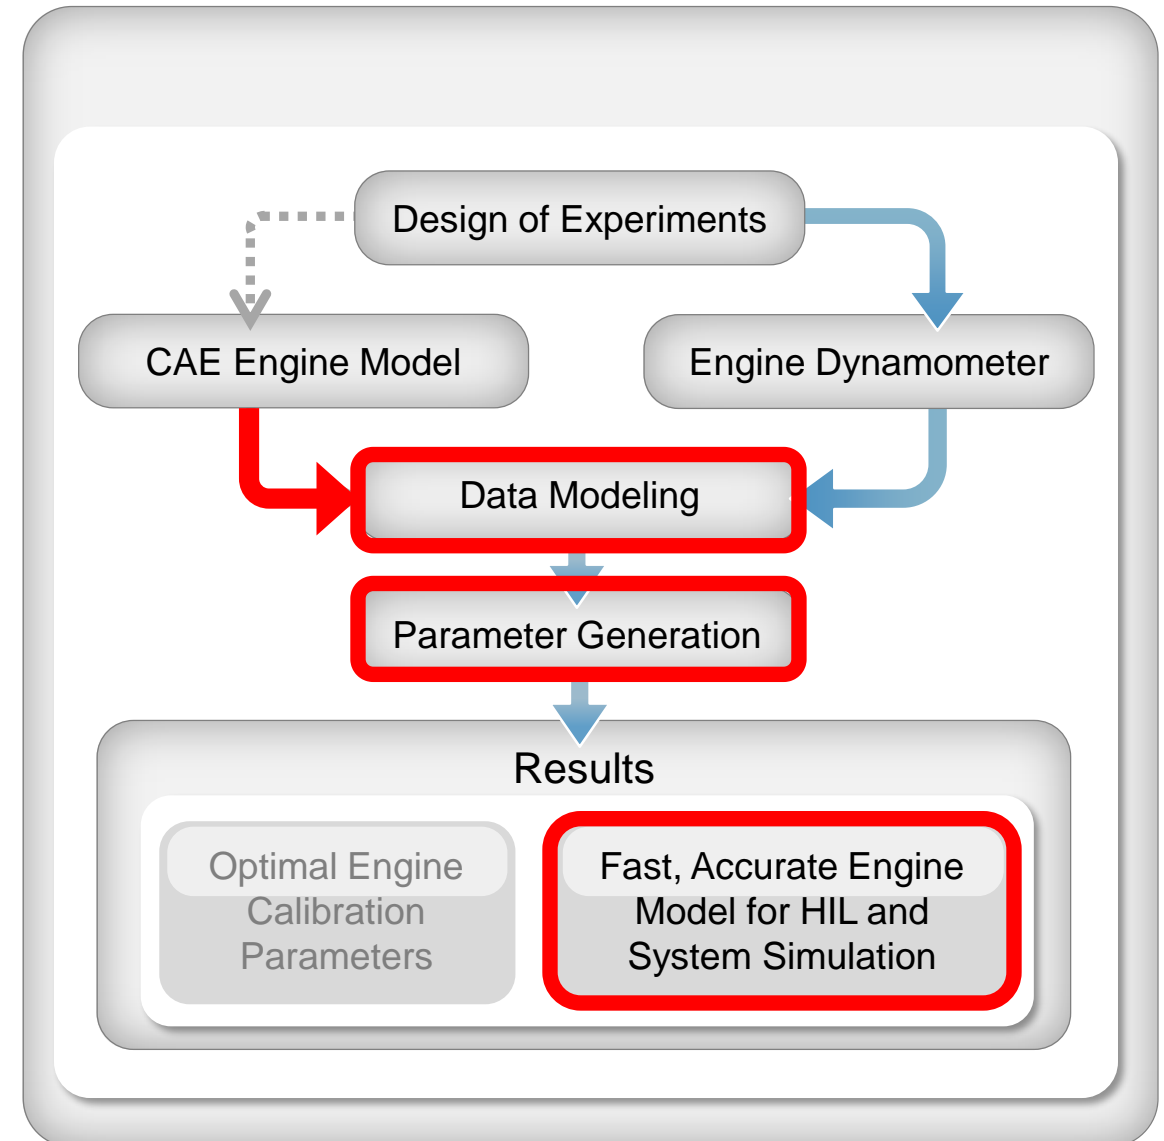 Design of Experiments
CAE Engine Model
Engine Dynamometer
Data Modeling
Parameter Generation
Results
Optimal Engine
Calibration
Parameters
Fast, Accurate Engine
Model for HIL and
System Simulation